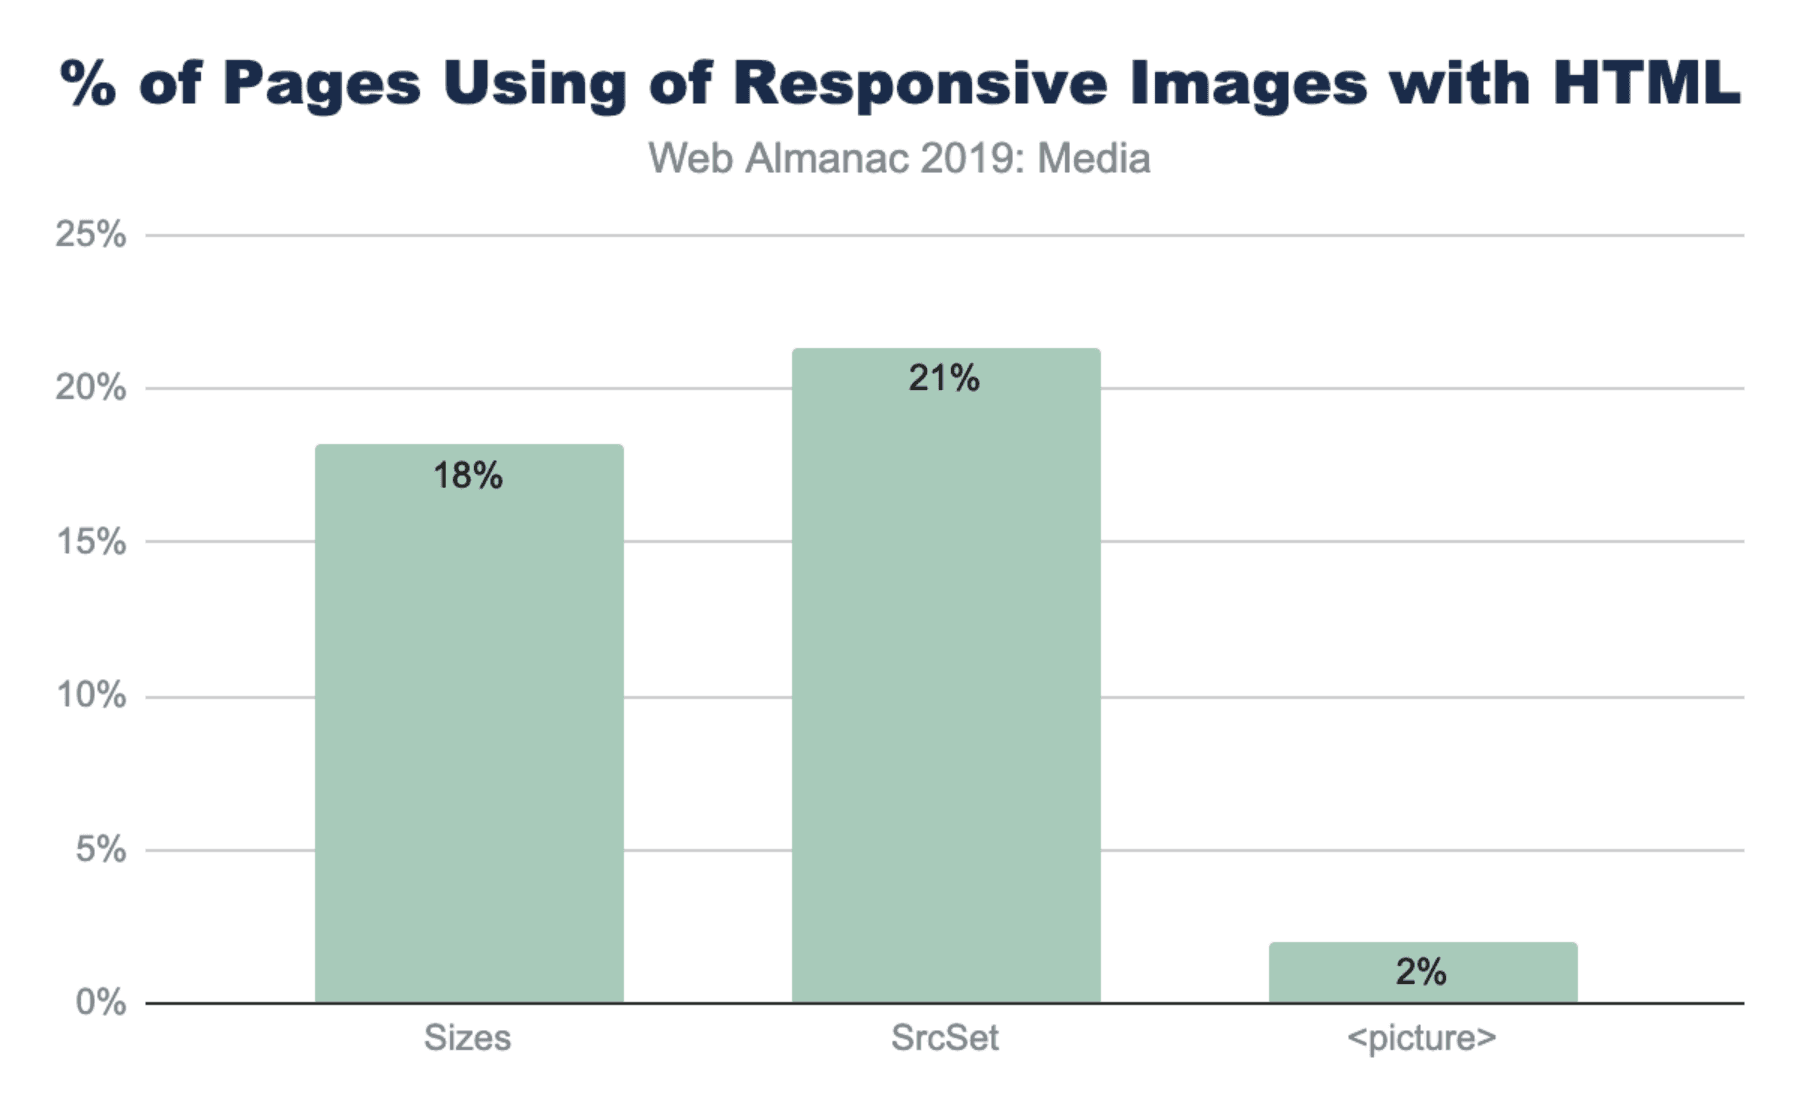 % of Pages Using of Responsive Images with HTML
Web Almanac 2019: Media
25%
20%
15%
10%
5%
0%
18%
21%
2%
Sizes
SrcSet
<picture>